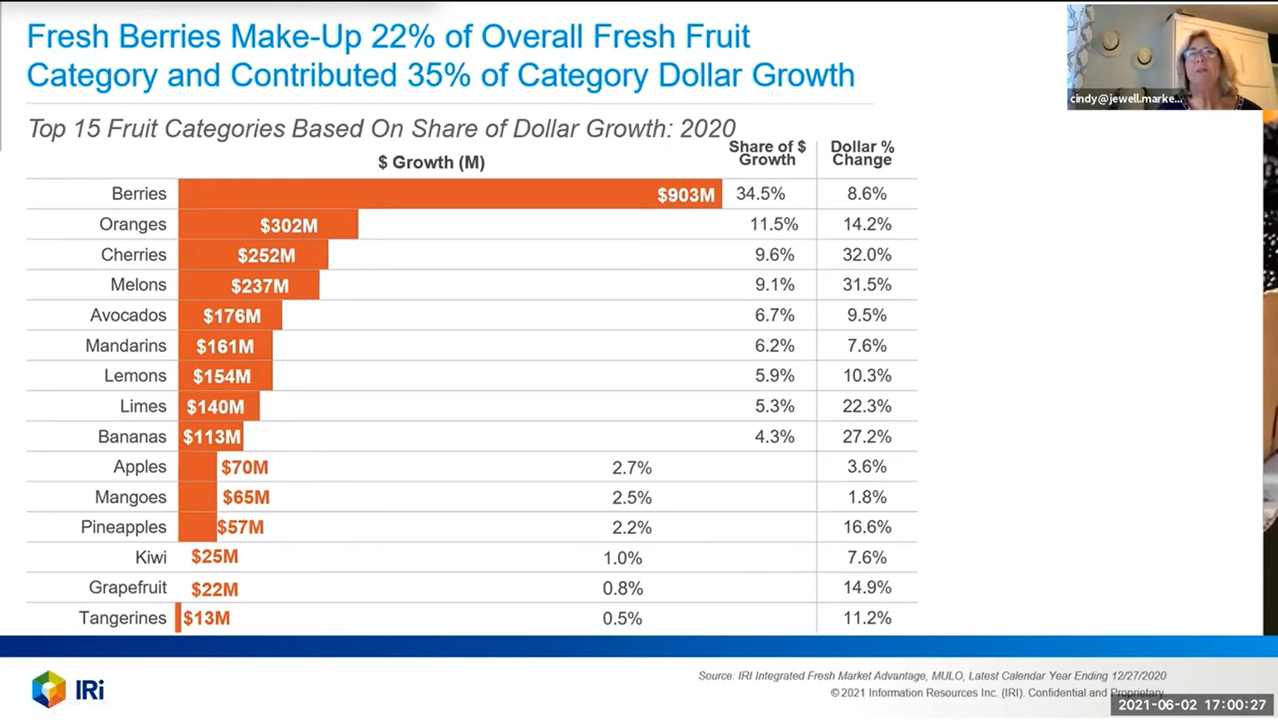 Fresh Berries Make-Up 22% of Overall Fresh Fruit
Category and Contributed 35% of Category Dollar Growth
cindy@jewell.marke...
Top 15 Fruit Categories Based On Share of Dollar Growth: 2020
$ Growth (M)
Share of $
Growth
Dollar %
Change
Berries $903M 34.5% 8.6%
Oranges $302M 11.5% 14.2%
Cherries $252M 9.6% 32.0%
Melons $237M 9.1% 31.5%
Avocados $176M 6.7% 9.5%
Mandarins $161M 6.2% 7.6%
Lemons $154M 5.9% 10.3%
Limes $140M 5.3% 22.3%
Bananas $113M 4.3% 27.2%
Apples $70M 2.7% 3.6%
Mangoes $65M 2.5% 1.8%
Pineapples $57M 2.2% 16.6%
Kiwi $25M 1.0% 7.6%
Grapefruit $22M 0.8% 14.9%
Tangerines $13M 0.5% 11.2%
IRi
Source: IRI Integrated Fresh Market Advantage, MULO, Latest Calendar Year Ending 12/27/2020
© 2021 Information Resources Inc. (IRI). Confidential and Proprietary.
2021-06-02 17:00:27